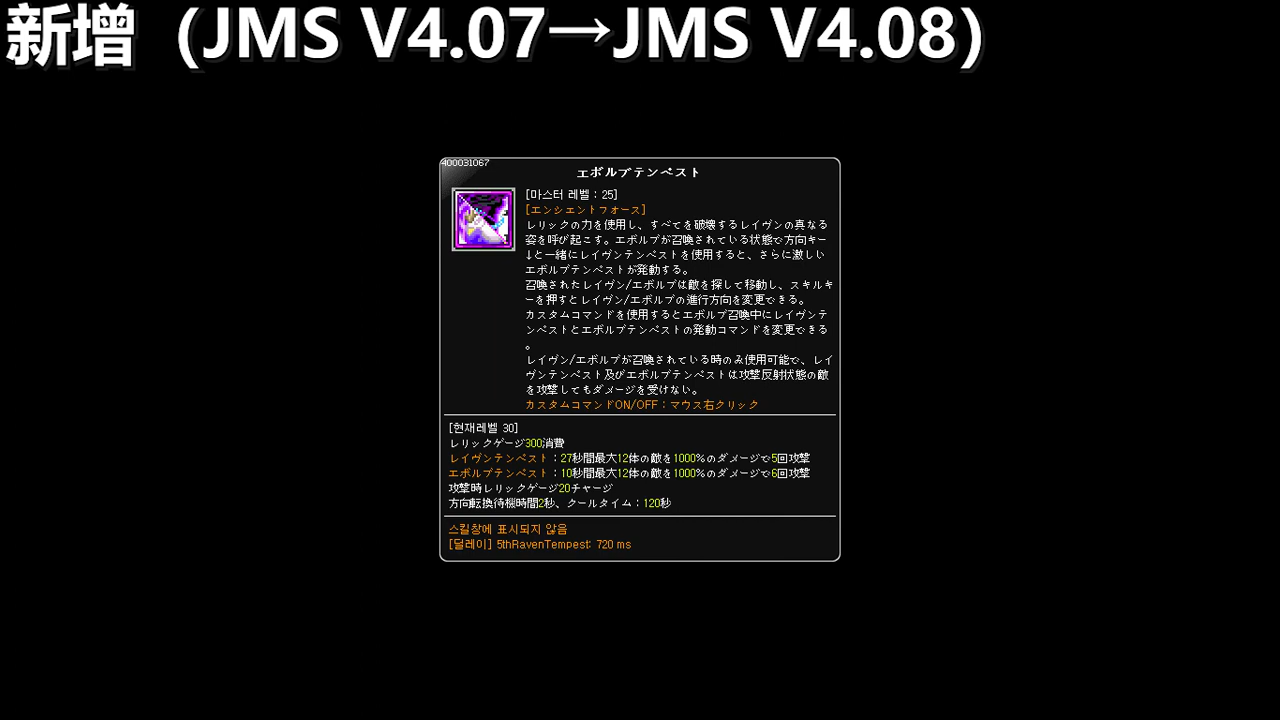 新増（JMS V4.07→JMS V4.08）
400031067
エボルブテンペスト
[마스터 레벨 : 25]
[エンシェントフォース]
レリックの力を使用し、すべてを破壊するレイヴンの真なる
姿を呼び起こす。エボルブが召喚されている状態で方向キー
↓と一緒にレイヴンテンペストを使用すると、さらに激しい
エボルブテンペストが発動する。
召喚されたレイヴン/エボルブは敵を探して移動し、スキルキ
ーを押すとレイヴン/エボルブの進行方向を変更できる。
カスタムコマンドを使用するとエボルブ召喚中にレイヴンテ
ンペストとエボルブテンペストの発動コマンドを変更できる
。
レイヴン/エボルブが召喚されている時のみ使用可能で、レイ
ヴンテンペスト及びエボルブテンペストは攻撃反射状態の敵
を攻撃してもダメージを受けない。
カスタムコマンドON/OFF：マウス右クリック
[현재레벨 30]
レリックゲージ300消費
レイヴンテンペスト：27秒間最大12体の敵を1000%のダメージで5回攻撃
エボルブテンペスト：10秒間最大12体の敵を1000%のダメージで6回攻撃
攻撃時レリックゲージ20チャージ
方向転換待機時間2秒、クールタイム：120秒
스킬창에 표시되지 않음
[딜레이] 5thRavenTempest: 720 ms